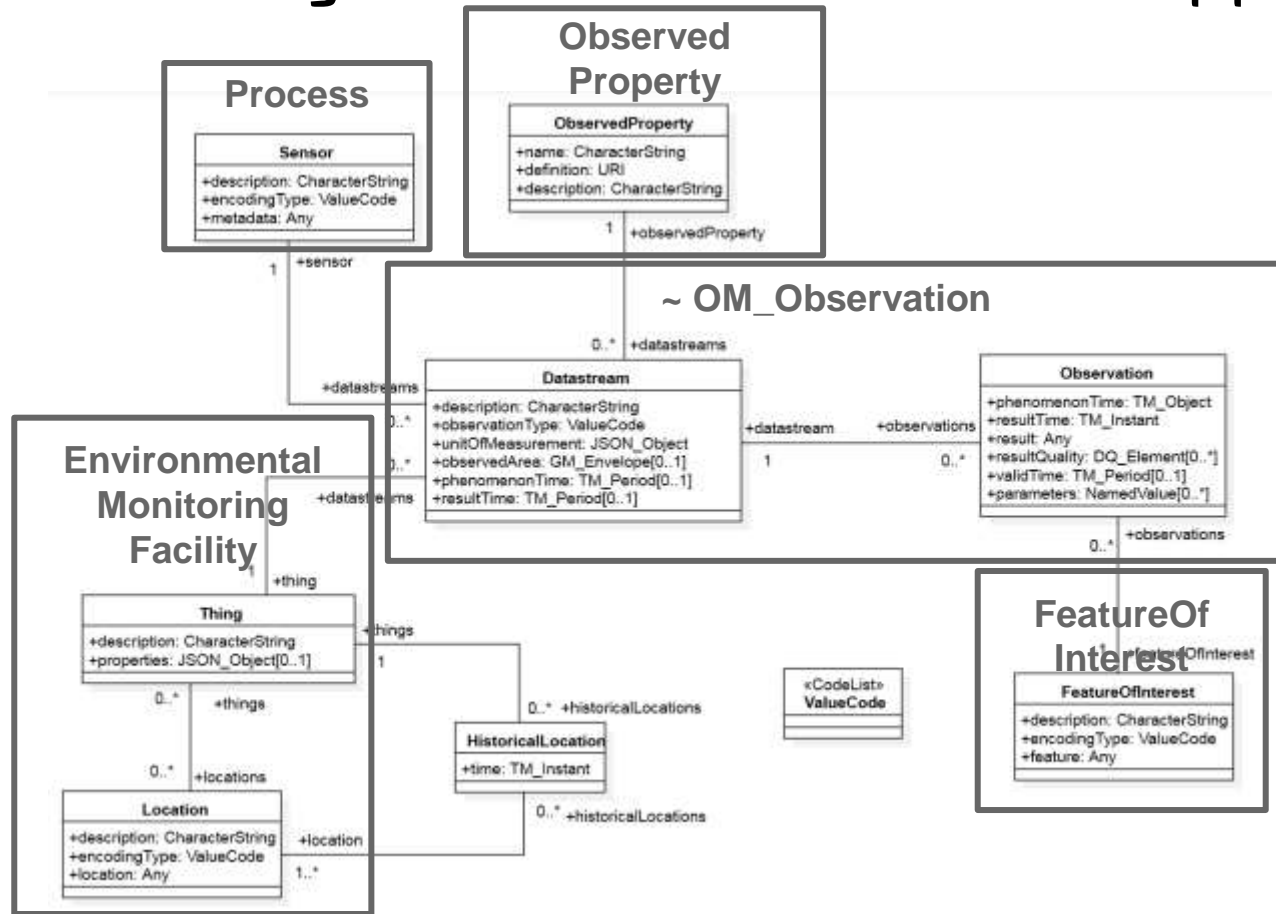 Observed
Property
Process
ObservedProperty
+name: CharacterString
+definition: URI
+description: CharacterString
Sensor
+description: CharacterString
+encodingType: ValueCode
+metadata: Any
1 +observedProperty
1 +sensor
~ OM_Observation
0..* +datastreams
Datastream
+description: CharacterString
+observationType: ValueCode
+unitOfMeasurement: JSON_Object
+observedArea: GM_Envelope[0..1]
+phenomenonTime: TM_Period[0..1]
+resultTime: TM_Period[0..1]
Observation
+phenomenonTime: TM_Object
+resultTime: TM_Instant
+result: Any
+resultQuality: DQ_Element[0..*]
+validTime: TM_Period[0..1]
+parameters: NamedValue[0..*]
+datastreams
0..*
+datastream +observations
1 0..*
Environmental
Monitoring
Facility
0..*
+datastreams
1
+thing
+observations
0..*
Thing
+description: CharacterString
+properties: JSON_Object[0..1]
+things
1
FeatureOf
Interest
1 +featureOfInterest
FeatureOfInterest
+description: CharacterString
+encodingType: ValueCode
+feature: Any
«CodeList»
ValueCode
0..* +things
0..* +historicalLocations
HistoricalLocation
+time: TM_Instant
0..* +locations
0..* +historicalLocations
Location
+description: CharacterString
+encodingType: ValueCode
+location: Any
+location
1..*